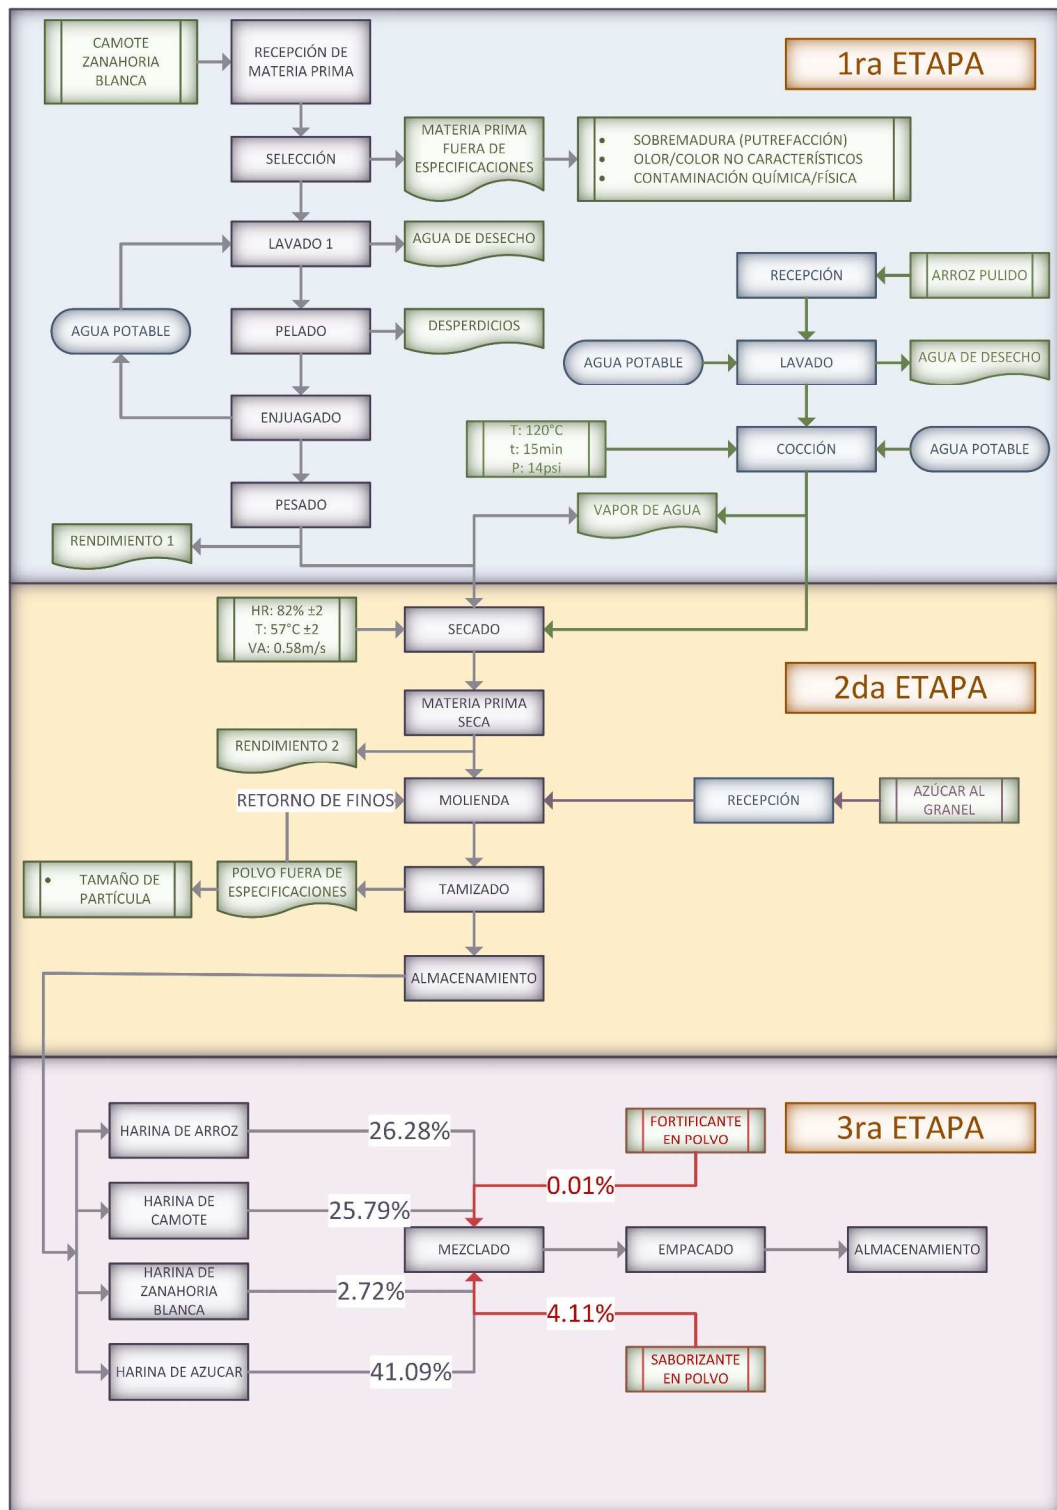 CAMOTE
ZANAHORIA
BLANCA
RECEPCIÓN DE
MATERIA PRIMA
1ra ETAPA
SELECCIÓN
MATERIA PRIMA
FUERA DE
ESPECIFICACIONES
• SOBREMADURA (PUTREFACCIÓN)
• OLOR/COLOR NO CARACTERÍSTICOS
• CONTAMINACIÓN QUÍMICA/FÍSICA
LAVADO 1
AGUA DE DESECHO
RECEPCIÓN
ARROZ PULIDO
AGUA POTABLE
PELADO
DESPERDICIOS
AGUA POTABLE
LAVADO
AGUA DE DESECHO
ENJUAGADO
T: 120°C
t: 15min
P: 14psi
COCCIÓN
AGUA POTABLE
PESADO
VAPOR DE AGUA
RENDIMIENTO 1
HR: 82% ±2
T: 57°C ±2
VA: 0.58m/s
SECADO
2da ETAPA
MATERIA PRIMA
SECA
RENDIMIENTO 2
RETORNO DE FINOS
MOLIENDA
RECEPCIÓN
AZÚCAR AL
GRANEL
• TAMAÑO DE
PARTÍCULA
POLVO FUERA DE
ESPECIFICACIONES
TAMIZADO
ALMACENAMIENTO
HARINA DE ARROZ
26.28%
FORTIFICANTE
EN POLVO
3ra ETAPA
0.01%
HARINA DE
CAMOTE
25.79%
MEZCLADO
EMPACADO
ALMACENAMIENTO
HARINA DE
ZANAHORIA
BLANCA
2.72%
4.11%
HARINA DE AZUCAR
41.09%
SABORIZANTE
EN POLVO